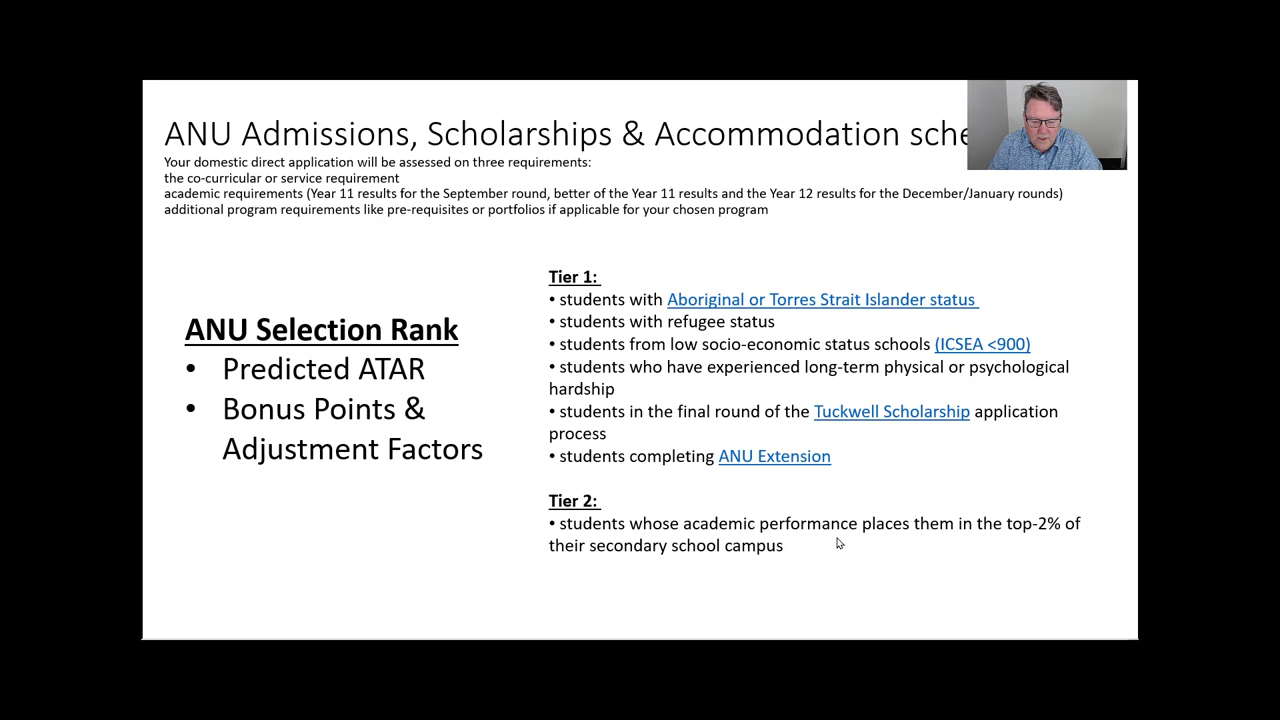 ANU Admissions, Scholarships & Accommodation sche
Your domestic direct application will be assessed on three requirements:
the co-curricular or service requirement
academic requirements (Year 11 results for the September round, better of the Year 11 results and the Year 12 results for the December/January rounds)
additional program requirements like pre-requisites or portfolios if applicable for your chosen program
ANU Selection Rank
• Predicted ATAR
• Bonus Points &
Adjustment Factors
Tier 1:
• students with Aboriginal or Torres Strait Islander status
• students with refugee status
• students from low socio-economic status schools (ICSEA <900)
• students who have experienced long-term physical or psychological
hardship
• students in the final round of the Tuckwell Scholarship application
process
• students completing ANU Extension
Tier 2:
• students whose academic performance places them in the top-2% of
their secondary school campus